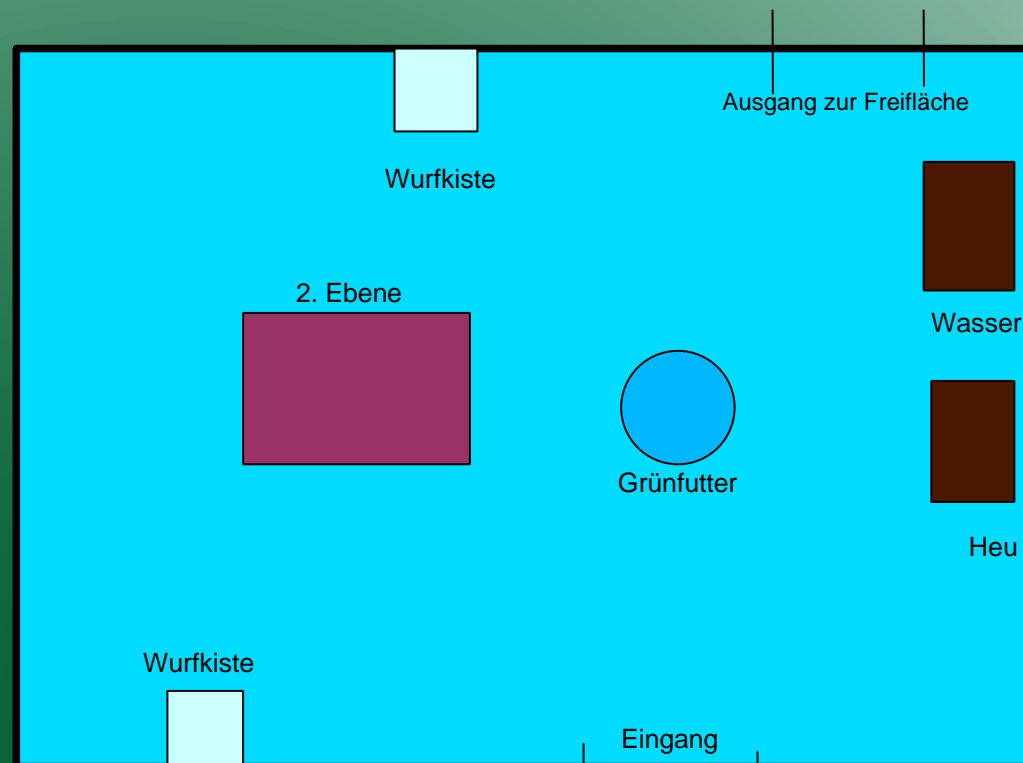 Ausgang zur Freifläche
Wurfkiste
2. Ebene
Wasser
Grünfutter
Heu
Wurfkiste
Eingang